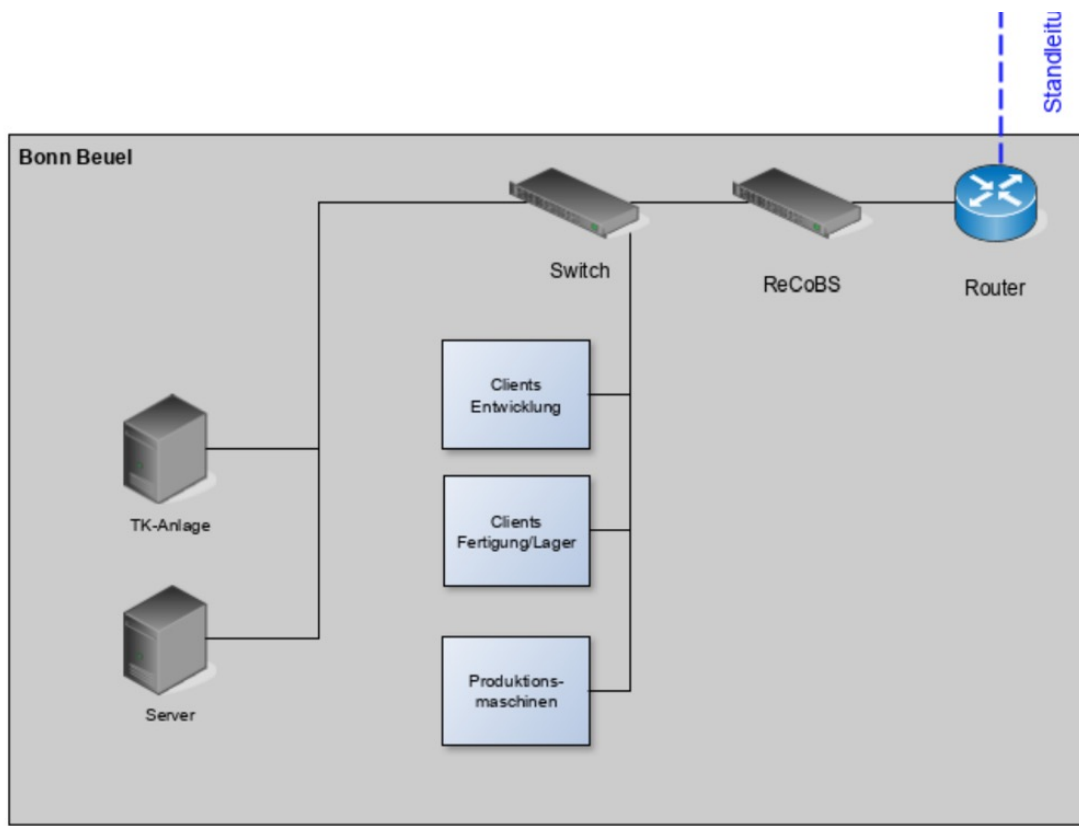 Standleitu
Bonn Beuel
Switch
ReCoBS
Router
Clients
Entwicklung
TK-Anlage
Clients
Fertigung/Lager
Server
Produktions-
maschinen